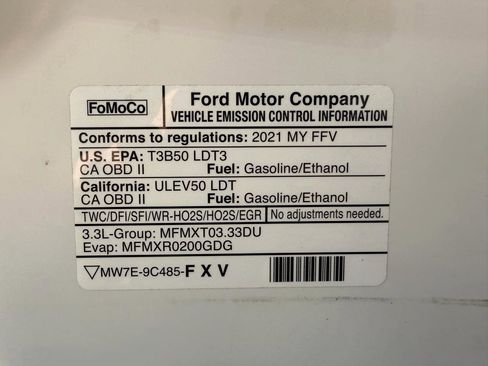 FoMoCo
Ford Motor Company
VEHICLE EMISSION CONTROL INFORMATION
Conforms to regulations: 2021 MY FFV
U.S. EPA: T3B50 LDT3
CA OBD II Fuel: Gasoline/Ethanol
California: ULEV50 LDT
CA OBD II Fuel: Gasoline/Ethanol
TWC/DFI/SFI/WR-HO2S/HO2S/EGR No adjustments needed.
3.3L-Group: MFMXT03.33DU
Evap: MFMXR0200GDG
MW7E-9C485-F X V